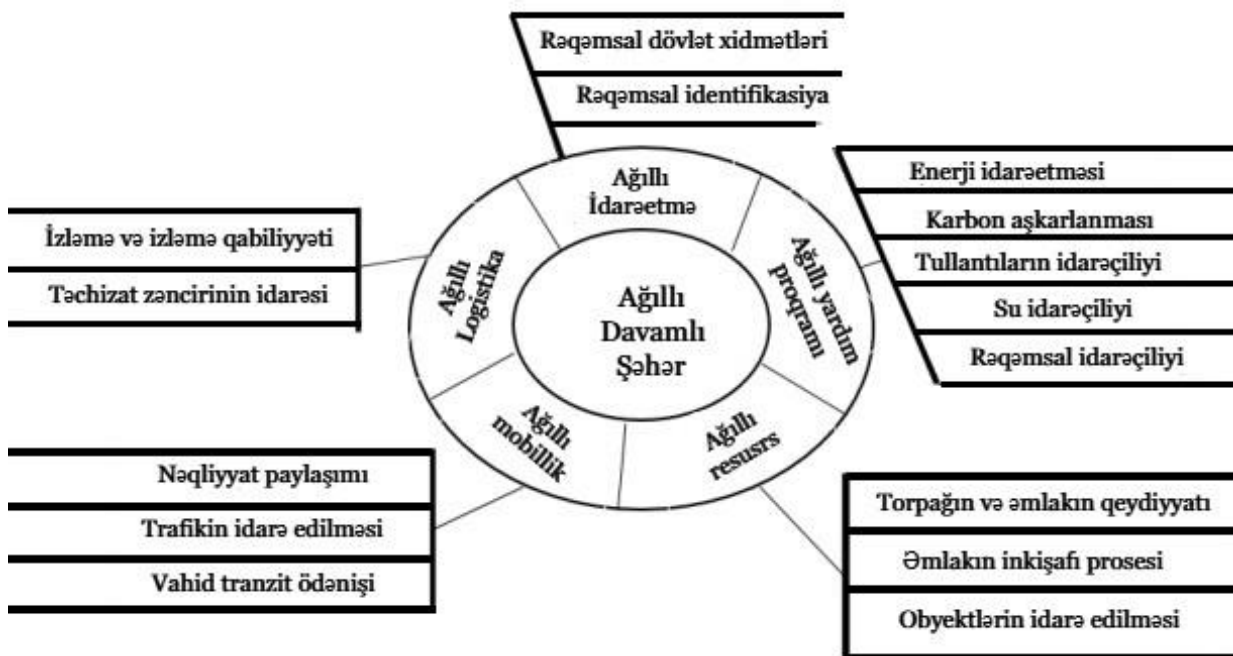 Rəqəmsal dövlət xidmətləri
Rəqəmsal identifikasiya
Ağıllı
İdarəetmə
Enerji idarəetməsi
Karbon aşkarlanması
Tullantıların idarəçiliyi
Su idarəçiliyi
Rəqəmsal idarəçiliyi
İzləmə və izləmə qabiliyyəti
Təchizat zəncirinin idarəsi
Ağıllı
Logistika
Ağıllı
Davamlı
Şəhər
Ağıllı yardım
proqramı
Ağıllı
mobillik
Ağıllı
resusrs
Nəqliyyat paylaşımı
Trafikin idarə edilməsi
Vahid tranzit ödənişi
Torpağın və əmlakın qeydiyyatı
Əmlakın inkişafı prosesi
Obyektlərin idarə edilməsi